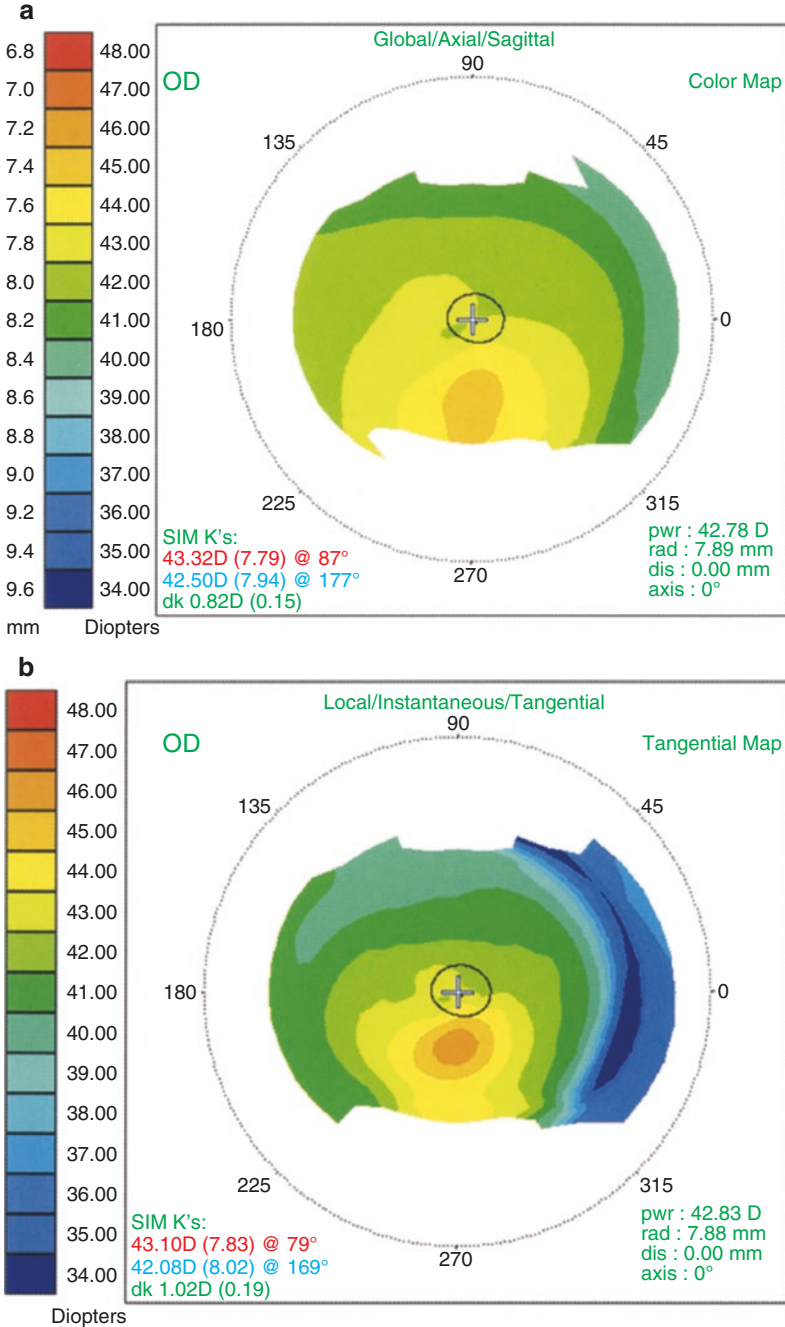 a
Global/Axial/Sagittal
OD
Color Map
90
135
45
180
0
225
315
270
6.8 48.00
7.0 47.00
7.2 46.00
7.4 45.00
7.6 44.00
7.8 43.00
8.0 42.00
8.2 41.00
8.4 40.00
8.6 39.00
8.8 38.00
9.0 37.00
9.2 36.00
9.4 35.00
9.6 34.00
mm Diopters
SIM K's:
43.32D (7.79) @ 87°
42.50D (7.94) @ 177°
dk 0.82D (0.15)
pwr : 42.78 D
rad : 7.89 mm
dis : 0.00 mm
axis : 0°
b
Local/Instantaneous/Tangential
OD
Tangential Map
90
135
45
180
0
225
315
270
48.00
47.00
46.00
45.00
44.00
43.00
42.00
41.00
40.00
39.00
38.00
37.00
36.00
35.00
34.00
Diopters
SIM K's:
43.10D (7.83) @ 79°
42.08D (8.02) @ 169°
dk 1.02D (0.19)
pwr : 42.83 D
rad : 7.88 mm
dis : 0.00 mm
axis : 0°